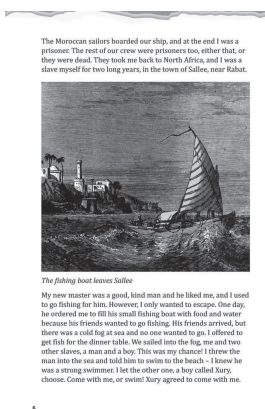 The Moroccan sailors boarded our ship, and at the end I was a
prisoner. The rest of our crew were prisoners too, either that, or
they were dead. They took me back to North Africa, and I was a
slave myself for two long years, in the town of Sallee, near Rabat.
The fishing boat leaves Sallee
My new master was a good, kind man and he liked me, and I used
to go fishing for him. However, I only wanted to escape. One day,
he ordered me to fill his small fishing boat with food and water
because his friends wanted to go fishing. His friends arrived, but
there was a cold fog at sea and no one wanted to go. I offered to
get fish for the dinner table. We sailed into the fog, me and two
other slaves, a man and a boy. This was my chance! I threw the
man into the sea and told him to swim to the beach – I knew he
was a strong swimmer. I let the other one, a boy called Xury,
choose. Come with me, or swim! Xury agreed to come with me.